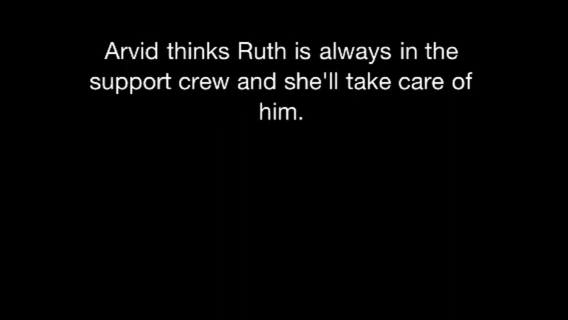 Arvid thinks Ruth is always in the
support crew and she'll take care of
him.